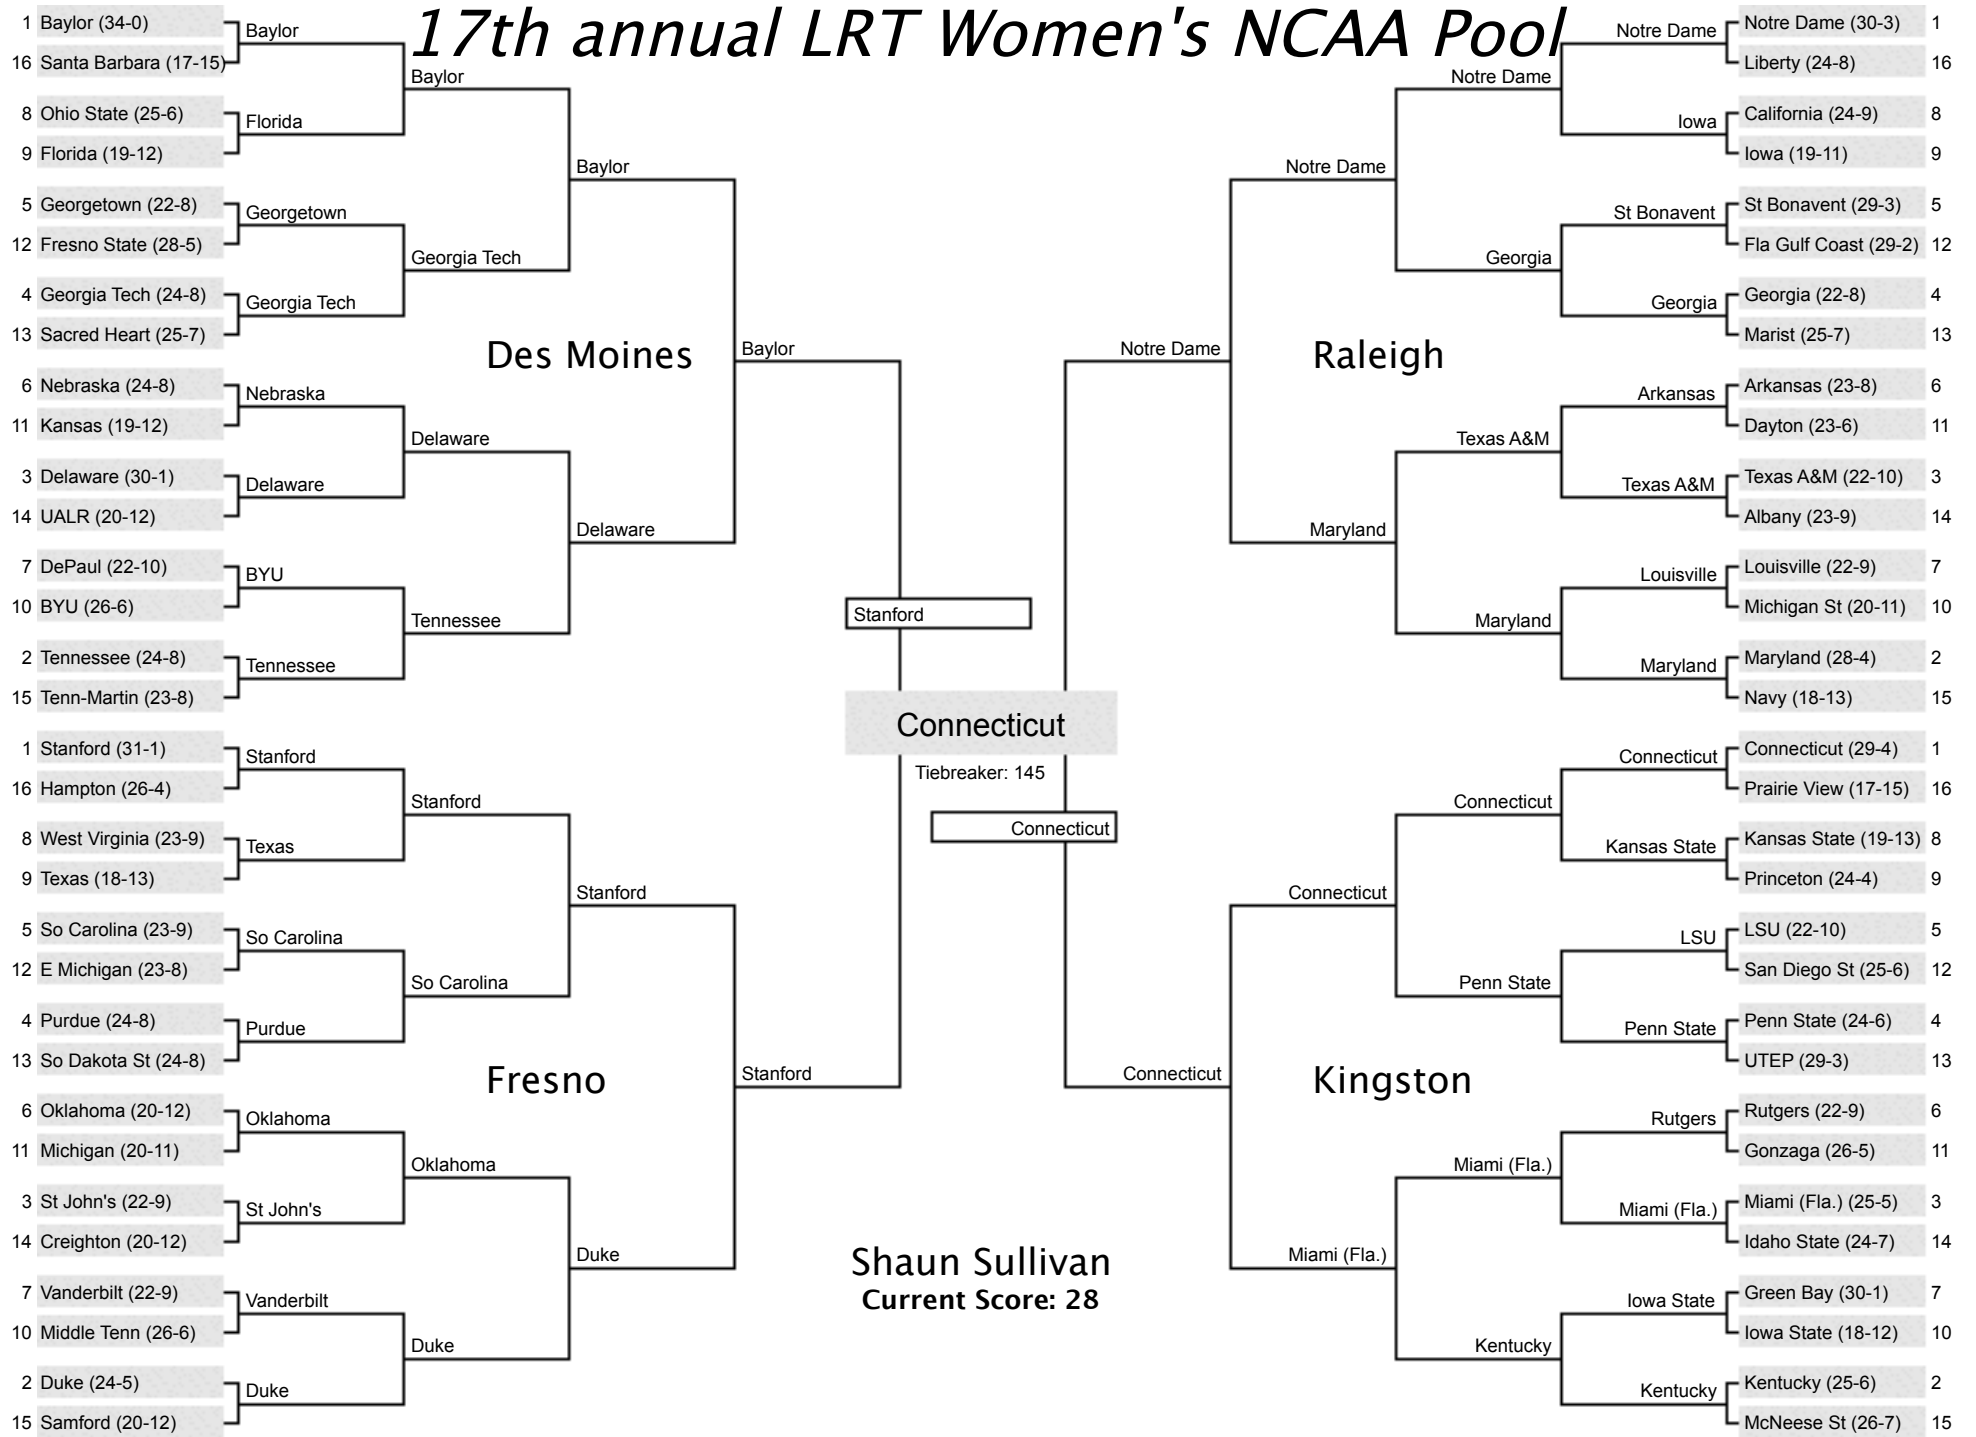 17th annual LRT Women's NCAA Pool
1 Baylor (34-0)
16 Santa Barbara (17-15)
8 Ohio State (25-6)
9 Florida (19-12)
5 Georgetown (22-8)
12 Fresno State (28-5)
4 Georgia Tech (24-8)
13 Sacred Heart (25-7)
6 Nebraska (24-8)
11 Kansas (19-12)
3 Delaware (30-1)
14 UALR (20-12)
7 DePaul (22-10)
10 BYU (26-6)
2 Tennessee (24-8)
15 Tenn-Martin (23-8)
Baylor
Florida
Georgetown
Georgia Tech
Nebraska
Delaware
BYU
Tennessee
Baylor
Georgia Tech
Delaware
Tennessee
Baylor
Delaware
Des Moines
Baylor
1 Stanford (31-1)
16 Hampton (26-4)
8 West Virginia (23-9)
9 Texas (18-13)
5 So Carolina (23-9)
12 E Michigan (23-8)
4 Purdue (24-8)
13 So Dakota St (24-8)
6 Oklahoma (20-12)
11 Michigan (20-11)
3 St John's (22-9)
14 Creighton (20-12)
7 Vanderbilt (22-9)
10 Middle Tenn (26-6)
2 Duke (24-5)
15 Samford (20-12)
Stanford
Texas
So Carolina
Purdue
Oklahoma
St John's
Vanderbilt
Duke
Stanford
So Carolina
Oklahoma
Duke
Stanford
Duke
Fresno
Stanford
Stanford
Connecticut
Tiebreaker: 145
Connecticut
Shaun Sullivan
Current Score: 28
Notre Dame (30-3) 1
Liberty (24-8) 16
California (24-9) 8
Iowa (19-11) 9
St Bonavent (29-3) 5
Fla Gulf Coast (29-2) 12
Georgia (22-8) 4
Marist (25-7) 13
Arkansas (23-8) 6
Dayton (23-6) 11
Texas A&M (22-10) 3
Albany (23-9) 14
Louisville (22-9) 7
Michigan St (20-11) 10
Maryland (28-4) 2
Navy (18-13) 15
Notre Dame
Iowa
St Bonavent
Georgia
Arkansas
Texas A&M
Louisville
Maryland
Notre Dame
Georgia
Texas A&M
Maryland
Notre Dame
Maryland
Raleigh
Notre Dame
Connecticut (29-4) 1
Prairie View (17-15) 16
Kansas State (19-13) 8
Princeton (24-4) 9
LSU (22-10) 5
San Diego St (25-6) 12
Penn State (24-6) 4
UTEP (29-3) 13
Rutgers (22-9) 6
Gonzaga (26-5) 11
Miami (Fla.) (25-5) 3
Idaho State (24-7) 14
Green Bay (30-1) 7
Iowa State (18-12) 10
Kentucky (25-6) 2
McNeese St (26-7) 15
Connecticut
Kansas State
LSU
Penn State
Rutgers
Miami (Fla.)
Iowa State
Kentucky
Connecticut
Penn State
Miami (Fla.)
Kentucky
Connecticut
Miami (Fla.)
Kingston
Connecticut